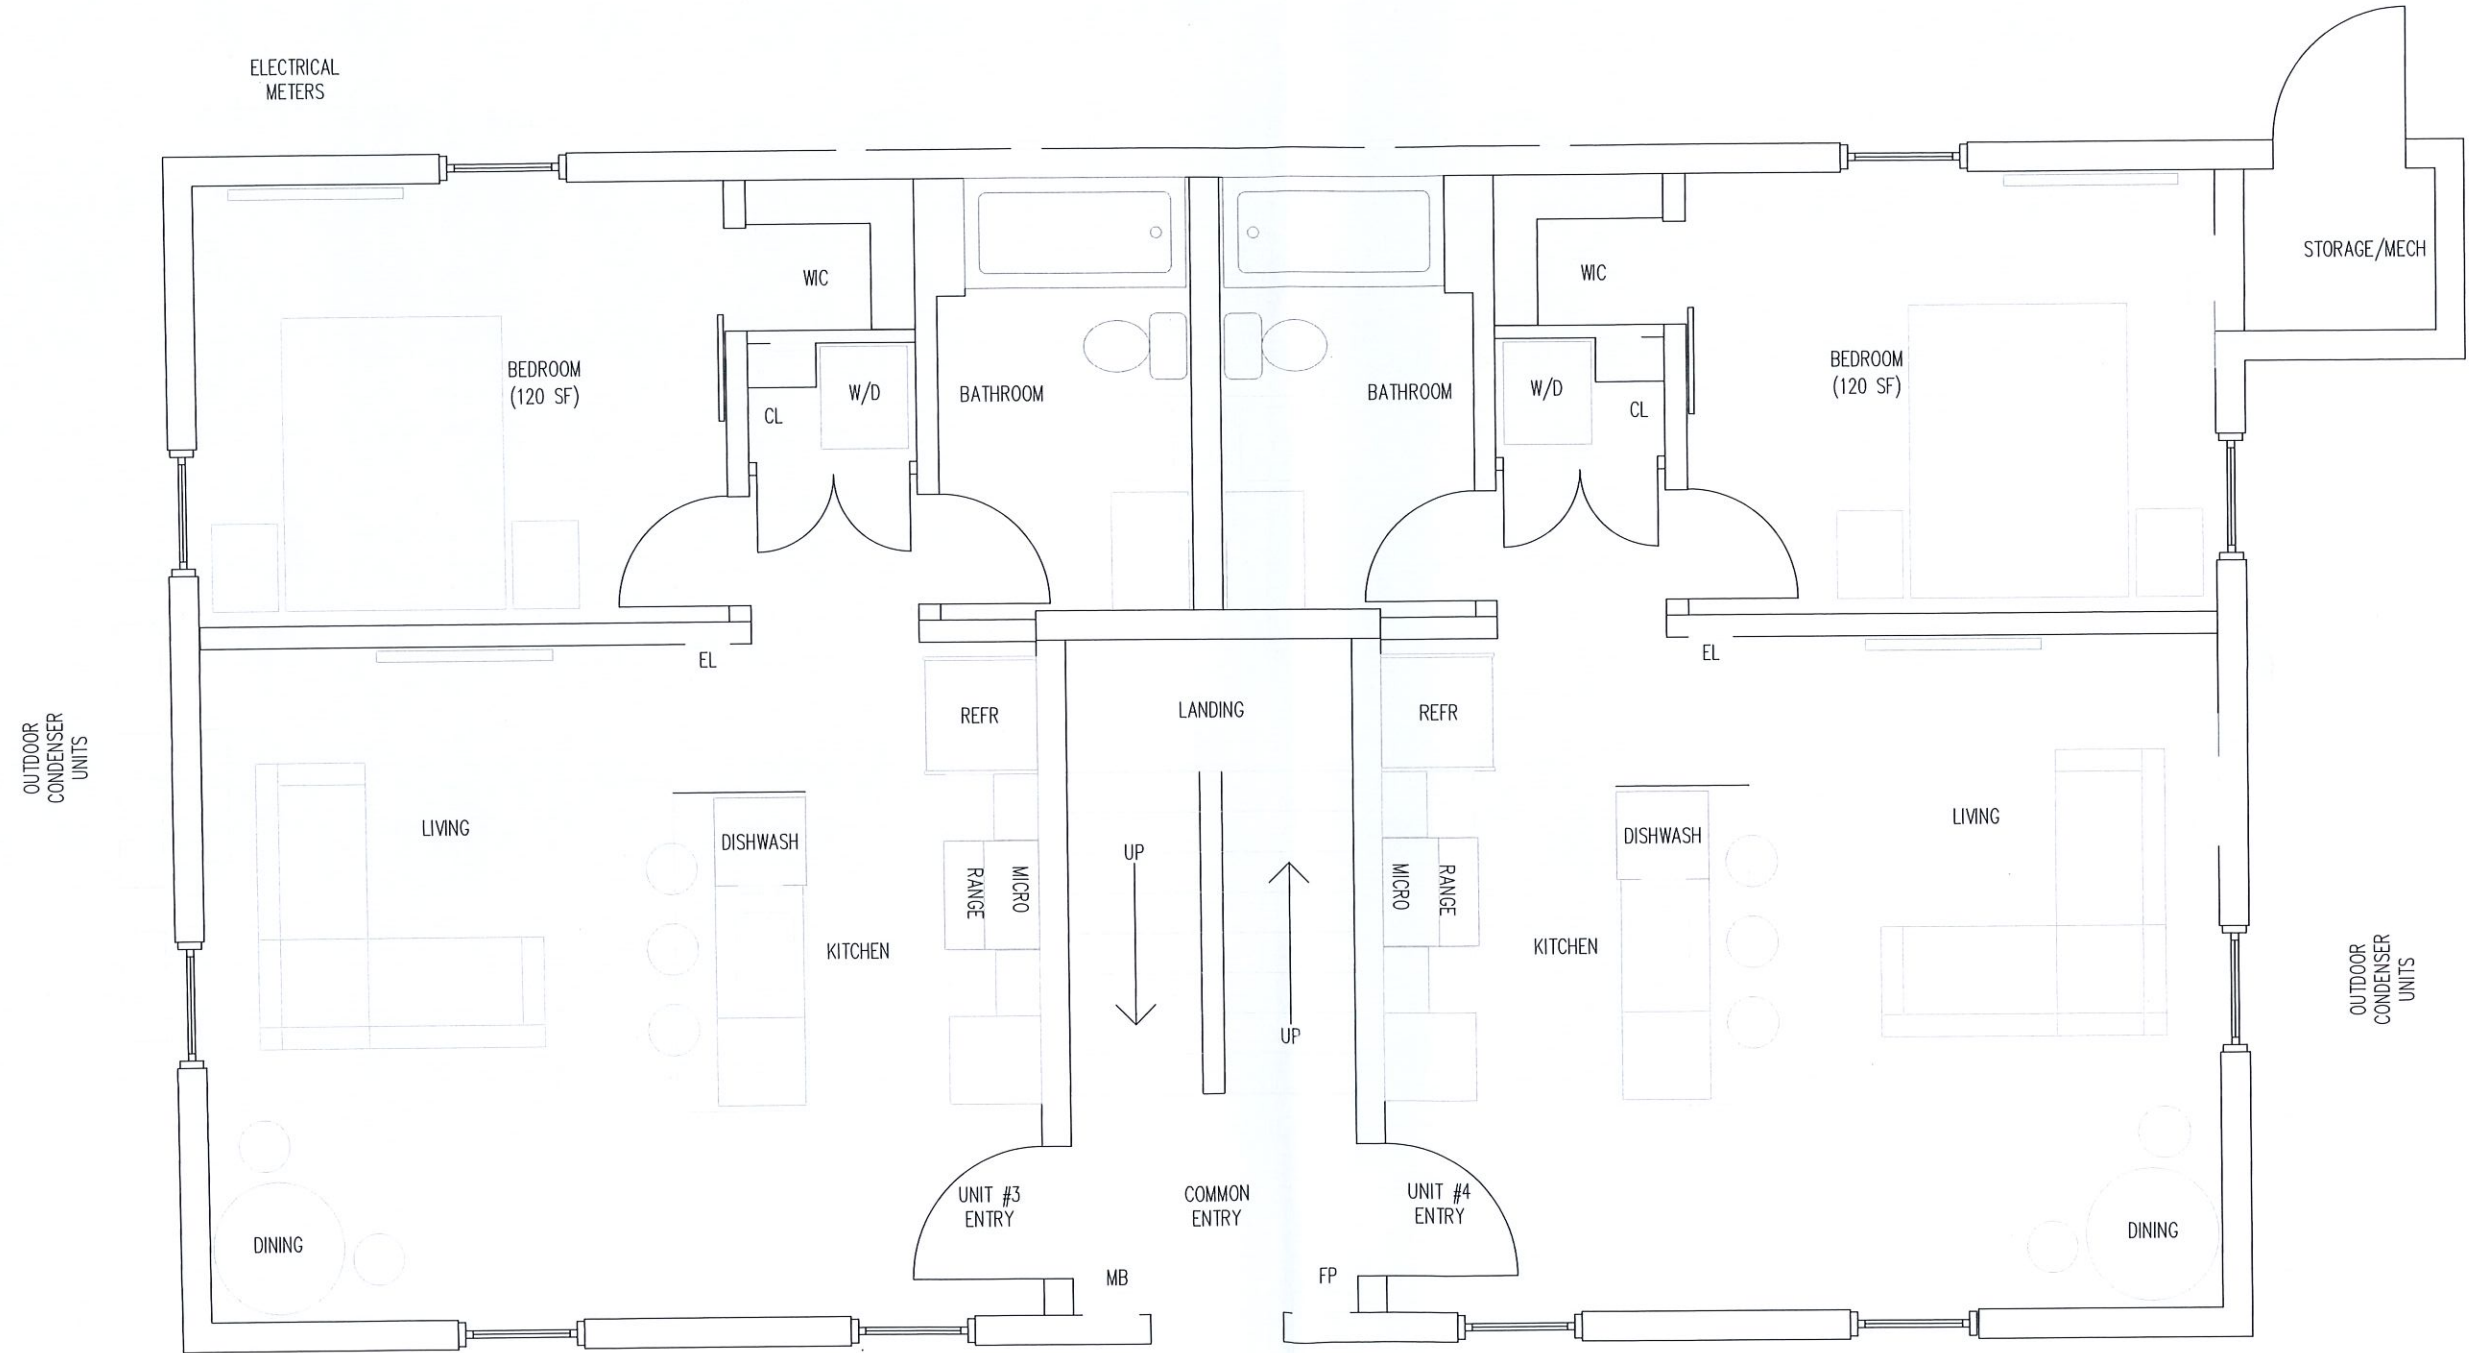 ELECTRICAL
METERS
STORAGE/MECH
WIC
WIC
BEDROOM
(120 SF)
W/D
CL
BATHROOM
BATHROOM
W/D
CL
BEDROOM
(120 SF)
EL
EL
REFR
LANDING
REFR
OUTDOOR
CONDENSER
UNITS
LIVING
DISHWASH
UP
DISHWASH
LIVING
RANGE
MICRO
MICRO
RANGE
KITCHEN
KITCHEN
OUTDOOR
CONDENSER
UNITS
UP
UNIT #3
ENTRY
COMMON
ENTRY
UNIT #4
ENTRY
DINING
DINING
MB
FP